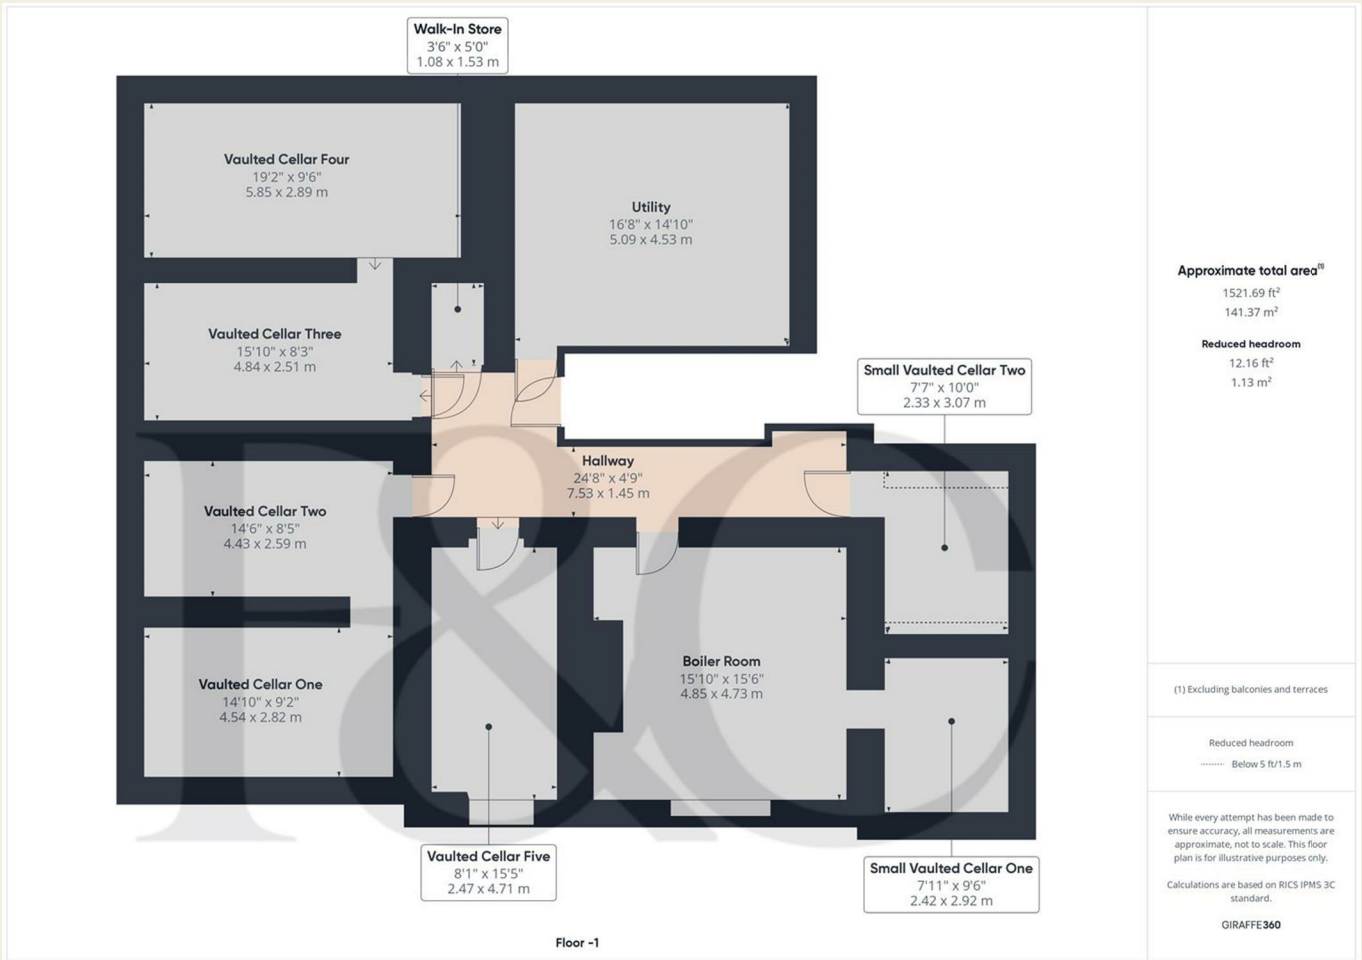 Walk-In Store
3'6" x 5'0"
1.08 x 1.53 m
Vaulted Cellar Four
19'2" x 9'6"
5.85 x 2.89 m
Utility
16'8" x 14'10"
5.09 x 4.53 m
Vaulted Cellar Three
15'10" x 8'3"
4.84 x 2.51 m
Small Vaulted Cellar Two
7'7" x 10'0"
2.33 x 3.07 m
Hallway
24'8" x 4'9"
7.53 x 1.45 m
Vaulted Cellar Two
14'6" x 8'5"
4.43 x 2.59 m
Vaulted Cellar One
14'10" x 9'2"
4.54 x 2.82 m
Boiler Room
15'10" x 15'6"
4.85 x 4.73 m
Vaulted Cellar Five
8'1" x 15'5"
2.47 x 4.71 m
Small Vaulted Cellar One
7'11" x 9'6"
2.42 x 2.92 m
F&C
Floor -1
Approximate total area(1)
1521.69 ft²
141.37 m²
Reduced headroom
12.16 ft²
1.13 m²
(1) Excluding balconies and terraces
Reduced headroom
Below 5 ft/1.5 m
While every attempt has been made to
ensure accuracy, all measurements are
approximate, not to scale. This floor
plan is for illustrative purposes only.
Calculations are based on RICS IPMS 3C
standard.
GIRAFFE360